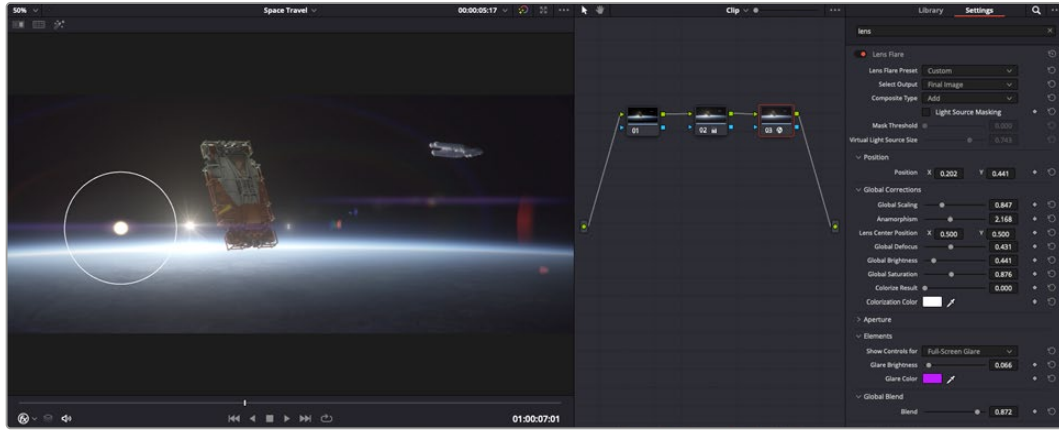 50%
Space Travel
00:00:05:17
Clip
Library
Settings
lens
Lens Flare
Lens Flare Preset Custom
Select Output Final Image
Composite Type Add
Light Source Masking
Mask Threshold 0.000
Virtual Light Source Size 0.743
Position
Position X 0.202 Y 0.441
Global Corrections
Global Scaling 0.847
Anamorphism 2.168
Lens Center Position X 0.500 Y 0.500
Global Defocus 0.431
Global Brightness 0.441
Global Saturation 0.876
Colorize Result 0.000
Colorization Color
Aperture
Elements
Show Controls for Full-Screen Glare
Glare Brightness 0.066
Glare Color
Global Blend
Blend 0.872
01
02
03
fx
01:00:07:01